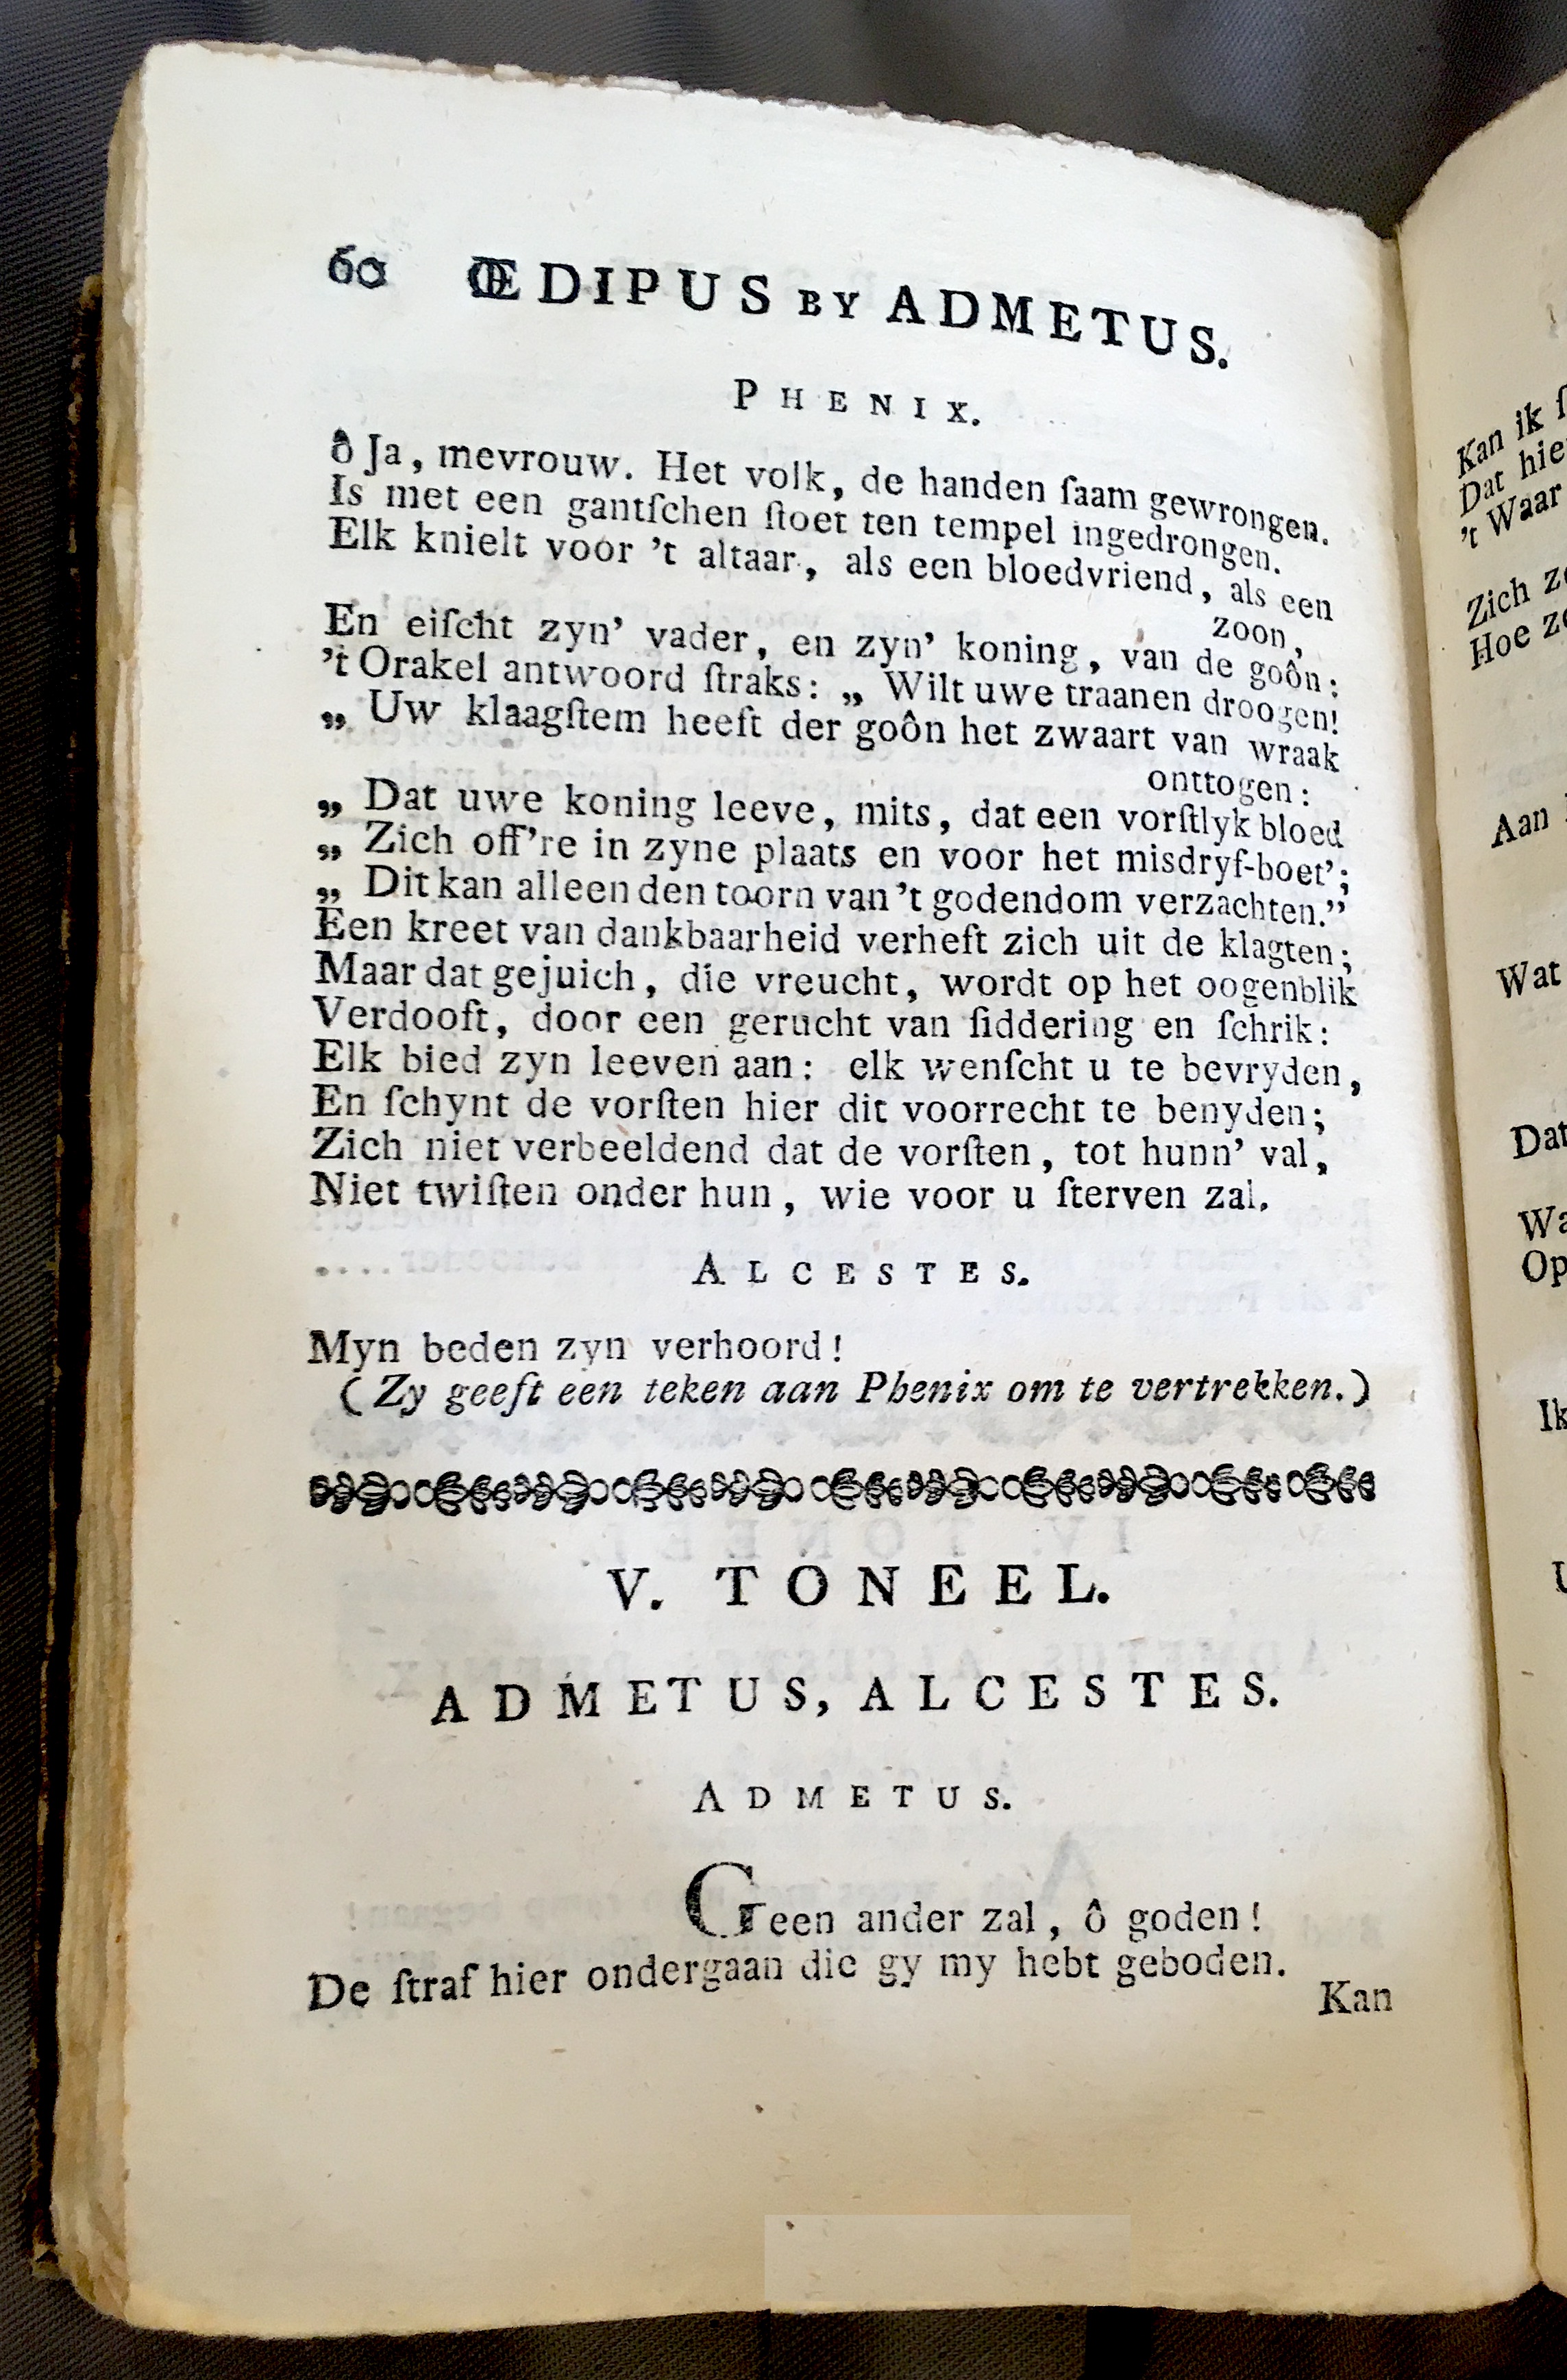 60 ŒDIPUS BY ADMETUS.
PHENIX.
ô Ja, mevrouw. Het volk, de handen ſaam gewrongen.
Is met een gantſchen ſtoet ten tempel ingedrongen.
Elk knielt voor 't altaar, als een bloedvriend, als een
zoon,
En eiſcht zyn' vader, en zyn' koning, van de goôn:
't Orakel antwoord ſtraks: „ Wilt uwe traanen droogen!
„ Uw klaagſtem heeft der goôn het zwaart van wraak
onttogen:
„ Dat uwe koning leeve, mits, dat een vorſtlyk bloed
„ Zich off're in zyne plaats en voor het misdryf-boet';
„ Dit kan alleen den toorn van 't godendom verzachten.”
Een kreet van dankbaarheid verheft zich uit de klagten;
Maar dat gejuich, die vreucht, wordt op het oogenblik
Verdooft, door een gerucht van ſiddering en ſchrik:
Elk bied zyn leeven aan: elk wenſcht u te bevryden,
En ſchynt de vorſten hier dit voorrecht te benyden;
Zich niet verbeeldend dat de vorſten, tot hunn' val,
Niet twiſten onder hun, wie voor u ſterven zal.
ALCESTES.
Myn beden zyn verhoord!
(Zy geeft een teken aan Phenix om te vertrekken.)
V. TONEEL.
ADMETUS, ALCESTES.
ADMETUS.
Geen ander zal, ô goden!
De ſtraf hier ondergaan die gy my hebt geboden.
Kan
Kan ik
Dat
't Waar
Zich
Hoe
Aan
Wat
Dat
Op
Ik